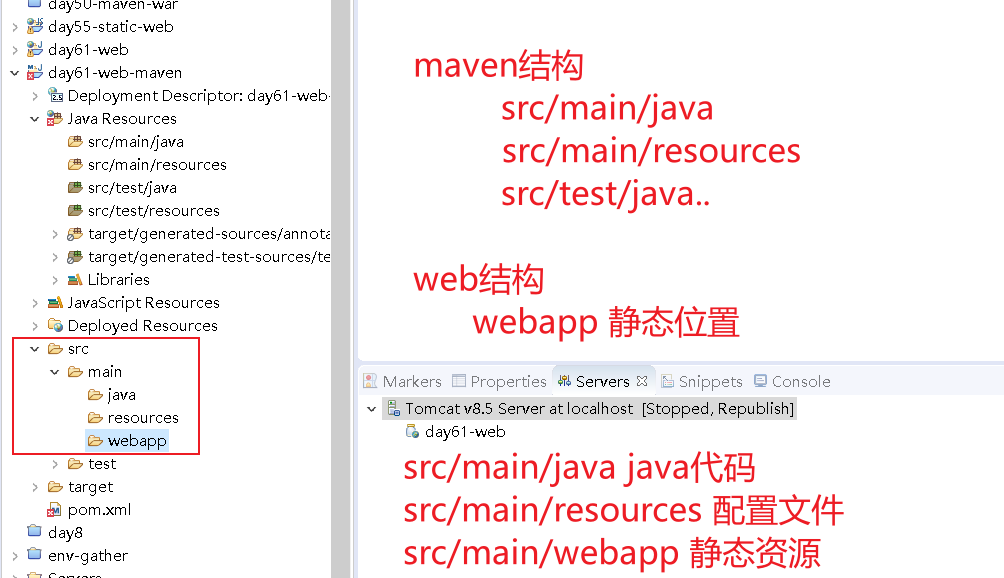 day50-maven-war
day55-static-web
day61-web
day61-web-maven
Deployment Descriptor: day61-web-
Java Resources
src/main/java
src/main/resources
src/test/java
src/test/resources
target/generated-sources/annota
target/generated-test-sources/te
Libraries
JavaScript Resources
Deployed Resources
src
main
java
resources
webapp
test
target
pom.xml
day8
env-gather
Servers
maven结构
src/main/java
src/main/resources
src/test/java..
web结构
webapp 静态位置
Markers Properties Servers Snippets Console
Tomcat v8.5 Server at localhost [Stopped, Republish]
day61-web
src/main/java java代码
src/main/resources 配置文件
src/main/webapp 静态资源